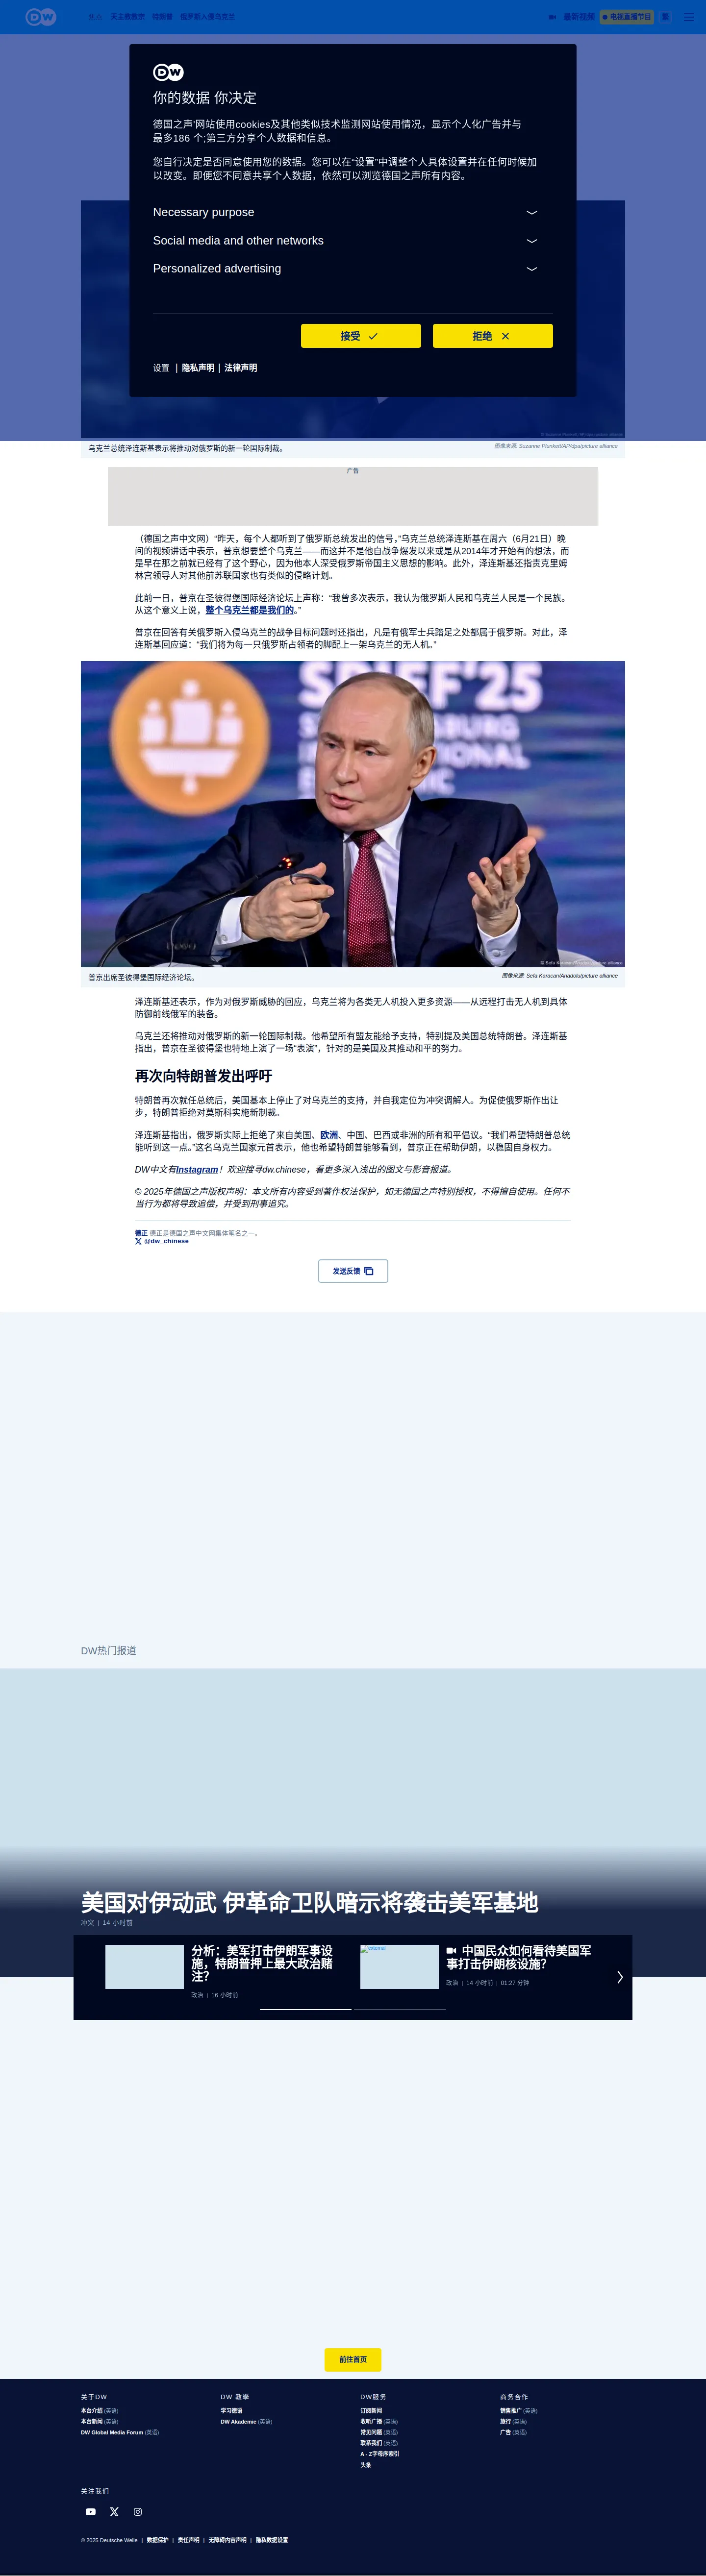 DW
焦点 天主教教宗 特朗普 俄罗斯入侵乌克兰
最新视频 电视直播节目 繁
DW
你的数据 你决定
德国之声'网站使用cookies及其他类似技术监测网站使用情况，显示个人化广告并与
最多186 个;第三方分享个人数据和信息。
您自行决定是否同意使用您的数据。您可以在“设置”中调整个人具体设置并在任何时候加
以改变。即便您不同意共享个人数据，依然可以浏览德国之声所有内容。
Necessary purpose
Social media and other networks
Personalized advertising
接受
拒绝
设置 | 隐私声明 | 法律声明
乌克兰总统泽连斯基表示将推动对俄罗斯的新一轮国际制裁。
图像来源: Suzanne Plunkett/AP/dpa/picture alliance
广告
（德国之声中文网）“昨天，每个人都听到了俄罗斯总统发出的信号，”乌克兰总统泽连斯基在周六（6月21日）晚
间的视频讲话中表示，普京想要整个乌克兰——而这并不是他自战争爆发以来或是从2014年才开始有的想法，而
是早在那之前就已经有了这个野心，因为他本人深受俄罗斯帝国主义思想的影响。此外，泽连斯基还指责克里姆
林宫领导人对其他前苏联国家也有类似的侵略计划。
此前一日，普京在圣彼得堡国际经济论坛上声称：“我曾多次表示，我认为俄罗斯人民和乌克兰人民是一个民族。
从这个意义上说，整个乌克兰都是我们的。”
普京在回答有关俄罗斯入侵乌克兰的战争目标问题时还指出，凡是有俄军士兵踏足之处都属于俄罗斯。对此，泽
连斯基回应道：“我们将为每一只俄罗斯占领者的脚配上一架乌克兰的无人机。”
© Sefa Karacan/Anadolu/picture alliance
普京出席圣彼得堡国际经济论坛。
图像来源: Sefa Karacan/Anadolu/picture alliance
泽连斯基还表示，作为对俄罗斯威胁的回应，乌克兰将为各类无人机投入更多资源——从远程打击无人机到具体
防御前线俄军的装备。
乌克兰还将推动对俄罗斯的新一轮国际制裁。他希望所有盟友能给予支持，特别提及美国总统特朗普。泽连斯基
指出，普京在圣彼得堡也特地上演了一场“表演”，针对的是美国及其推动和平的努力。
再次向特朗普发出呼吁
特朗普再次就任总统后，美国基本上停止了对乌克兰的支持，并自我定位为冲突调解人。为促使俄罗斯作出让
步，特朗普拒绝对莫斯科实施新制裁。
泽连斯基指出，俄罗斯实际上拒绝了来自美国、欧洲、中国、巴西或非洲的所有和平倡议。“我们希望特朗普总统
能听到这一点。”这名乌克兰国家元首表示，他也希望特朗普能够看到，普京正在帮助伊朗，以稳固自身权力。
DW中文有Instagram！欢迎搜寻dw.chinese，看更多深入浅出的图文与影音报道。
© 2025年德国之声版权声明：本文所有内容受到著作权法保护，如无德国之声特别授权，不得擅自使用。任何不
当行为都将导致追偿，并受到刑事追究。
德正 德正是德国之声中文网集体笔名之一。
@dw_chinese
发送反馈
DW热门报道
美国对伊动武 伊革命卫队暗示将袭击美军基地
冲突 | 14 小时前
分析：美军打击伊朗军事设
施，特朗普押上最大政治赌
注？
政治 | 16 小时前
external
中国民众如何看待美国军
事打击伊朗核设施？
政治 | 14 小时前 | 01:27 分钟
前往首页
关于DW
本台介绍 (英语)
本台新闻 (英语)
DW Global Media Forum (英语)
DW 教学
学习德语
DW Akademie (英语)
DW服务
订阅新闻
收听广播 (英语)
常见问题 (英语)
联系我们 (英语)
A - Z字母序索引
头条
商务合作
销售推广 (英语)
旅行 (英语)
广告 (英语)
关注我们
© 2025 Deutsche Welle | 数据保护 | 责任声明 | 无障碍内容声明 | 隐私数据设置